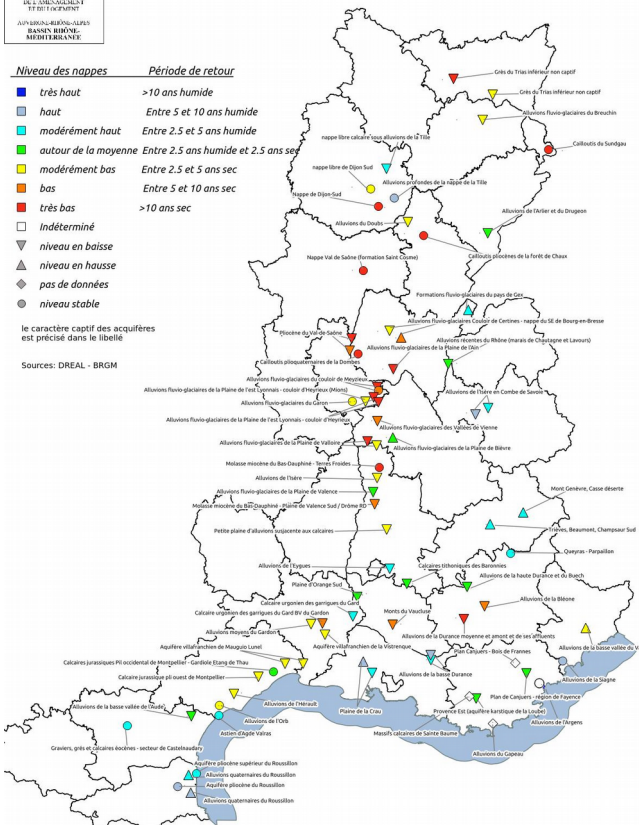 DE L'AMÉNAGEMENT
ET DU LOGEMENT
AUVERGNE-RHÔNE-ALPES
BASSIN RHÔNE-
MÉDITERRANÉE
Niveau des nappes Période de retour
très haut >10 ans humide
haut Entre 5 et 10 ans humide
modérément haut Entre 2.5 et 5 ans humide
autour de la moyenne Entre 2.5 ans humide et 2.5 ans sec
modérément bas Entre 2.5 et 5 ans sec
bas Entre 5 et 10 ans sec
très bas >10 ans sec
Indéterminé
niveau en baisse
niveau en hausse
pas de données
niveau stable
le caractère captif des acquifères
est précisé dans le libellé
Sources: DREAL - BRGM
Grès du Trias inférieur non captif
Grès du Trias inférieur non captif
Alluvions fluvio-glaciaires du Breuchin
nappe libre calcaire sous alluvions de la Tille
Cailloutis du Sundgau
nappe libre de Dijon Sud
Alluvions profondes de la nappe de la Tille
Nappe de Dijon-Sud
Alluvions de l'Arlier et du Drugeon
Alluvions du Doubs
Cailloutis pliocènes de la forêt de Chaux
Nappe Val de Saône (formation Saint Cosme)
Formations fluvio-glaciaires du pays de Gex
Alluvions fluvio-glaciaires Couloir de Certines - nappe du SE de Bourg-en-Bresse
Pliocène du Val-de-Saône
Alluvions récentes du Rhône (marais de Chautagne et Lavours)
Alluvions fluvio-glaciaires de la Plaine de l'Ain
Cailloutis plioquaternaires de la Dombes
Alluvions fluvio-glaciaires du couloir de Meyzieu
Alluvions fluvio-glaciaires de la Plaine de l'est Lyonnais - couloir d'Heyrieux (Mions)
Alluvions de l'Isère en Combe de Savoie
Alluvions fluvio-glaciaires du Garon
Alluvions fluvio-glaciaires de la Plaine de l'est Lyonnais - couloir d'Heyrieux
Alluvions fluvio-glaciaires des Vallées de Vienne
Alluvions fluvio-glaciaires de la Plaine de Valloire
Alluvions fluvio-glaciaires de la Plaine de Bièvre
Molasse miocène du Bas-Dauphiné - Terres Froides
Alluvions de l'Isère
Alluvions fluvio-glaciaires de la Plaine de Valence
Mont Genèvre, Casse déserte
Molasse miocène du Bas-Dauphiné - Plaine de Valence Sud / Drôme RD
Petite plaine d'alluvions susjacente aux calcaires
Trièves, Beaumont, Champsaur Sud
Queyras - Parpaillon
Alluvions de l'Eygues
Calcaires tithoniques des Baronnies
Alluvions de la haute Durance et du Buech
Plaine d'Orange Sud
Calcaire urgonien des garrigues du Gard
Alluvions de la Bléone
Calcaire urgonien des garrigues du Gard BV du Gardon
Monts du Vaucluse
Alluvions moyens du Gardon
Alluvions de la Durance moyenne et amont et de ses affluents
Aquifère villafranchien de Mauguio Lunel
Aquifère villafranchien de la Vistrenque
Alluvions de la basse vallée du V
Plan Canjuers - Bois de Frannes
Calcaires jurassiques Pli occidental de Montpellier - Gardiole Etang de Thau
Calcaire jurassique pli ouest de Montpellier
Alluvions de la basse Durance
Alluvions de la Siagne
Plan de Canjuers - région de Fayence
Alluvions de l'Hérault
Alluvions de la basse vallée de l'Aude
Plaine de la Crau
Provence Est (aquifère karstique de la Loube)
Alluvions de l'Orb
Alluvions de l'Argens
Astien d'Agde Valras
Massifs calcaires de Sainte Baume
Graviers, grès et calcaires éocènes - secteur de Castelnaudary
Alluvions du Gapeau
Aquifère pliocène supérieur du Roussillon
Alluvions quaternaires du Roussillon
Aquifère pliocène du Roussillon
Alluvions quaternaires du Roussillon